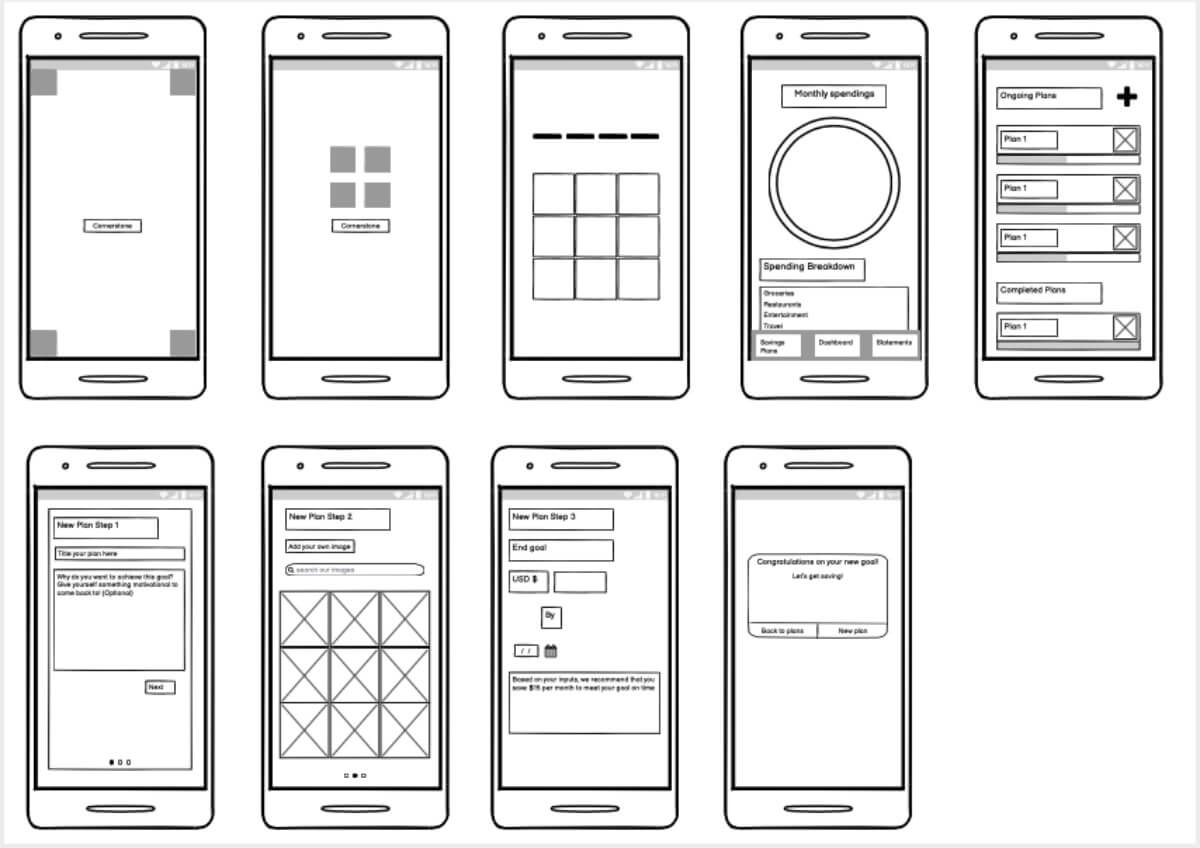 Cornerstone
Cornerstone
Monthly spendings
Spending Breakdown
Groceries
Restaurants
Entertainment
Travel
Savings
Plans
Dashboard
Statements
Ongoing Plans
Plan 1
Plan 1
Plan 1
Completed Plans
Plan 1
New Plan Step 1
Title your plan here
Why do you want to achieve this goal?
Give yourself something motivational to
come back to! (Optional)
Next
New Plan Step 2
Add your own image
search our images
New Plan Step 3
End goal
USD $
By
/ /
Based on your inputs, we recommend that you
save $15 per month to meet your goal on time
Congratulations on your new goal!
Let's get saving!
Back to plans
New plan